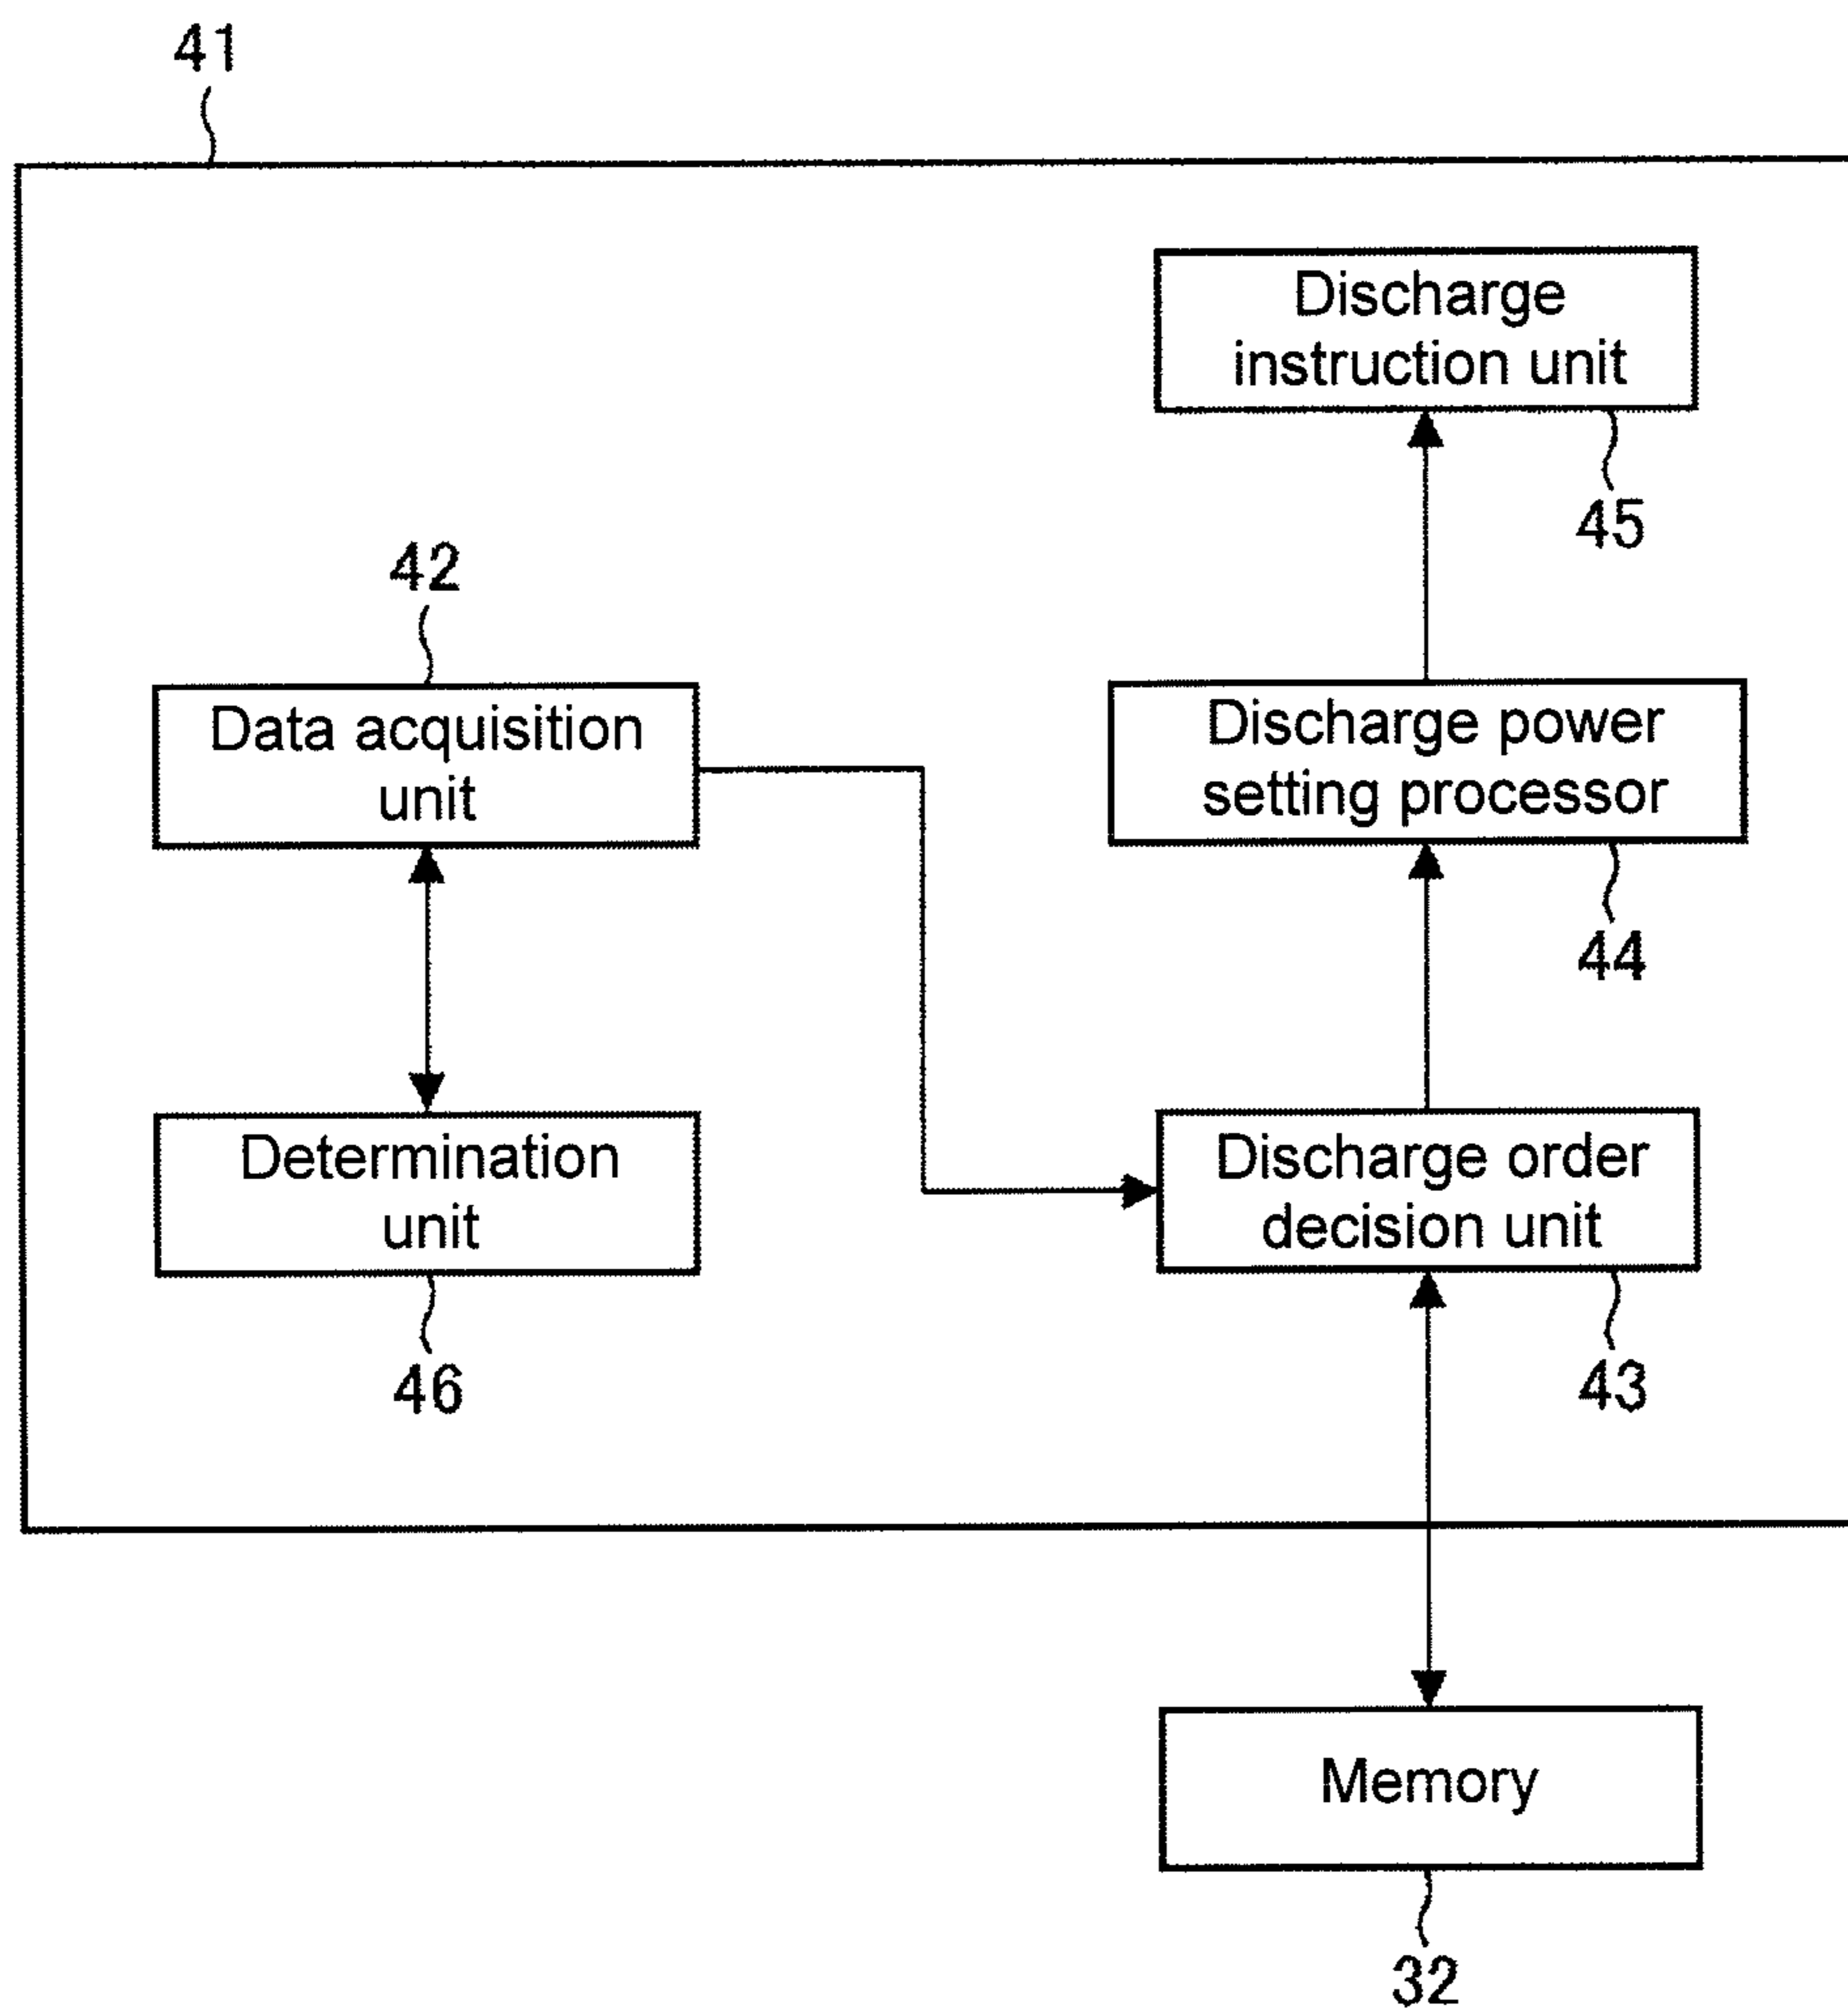 41
Discharge
instruction unit
45
42
Data acquisition
unit
Discharge power
setting processor
44
Determination
unit
46
Discharge order
decision unit
43
Memory
32